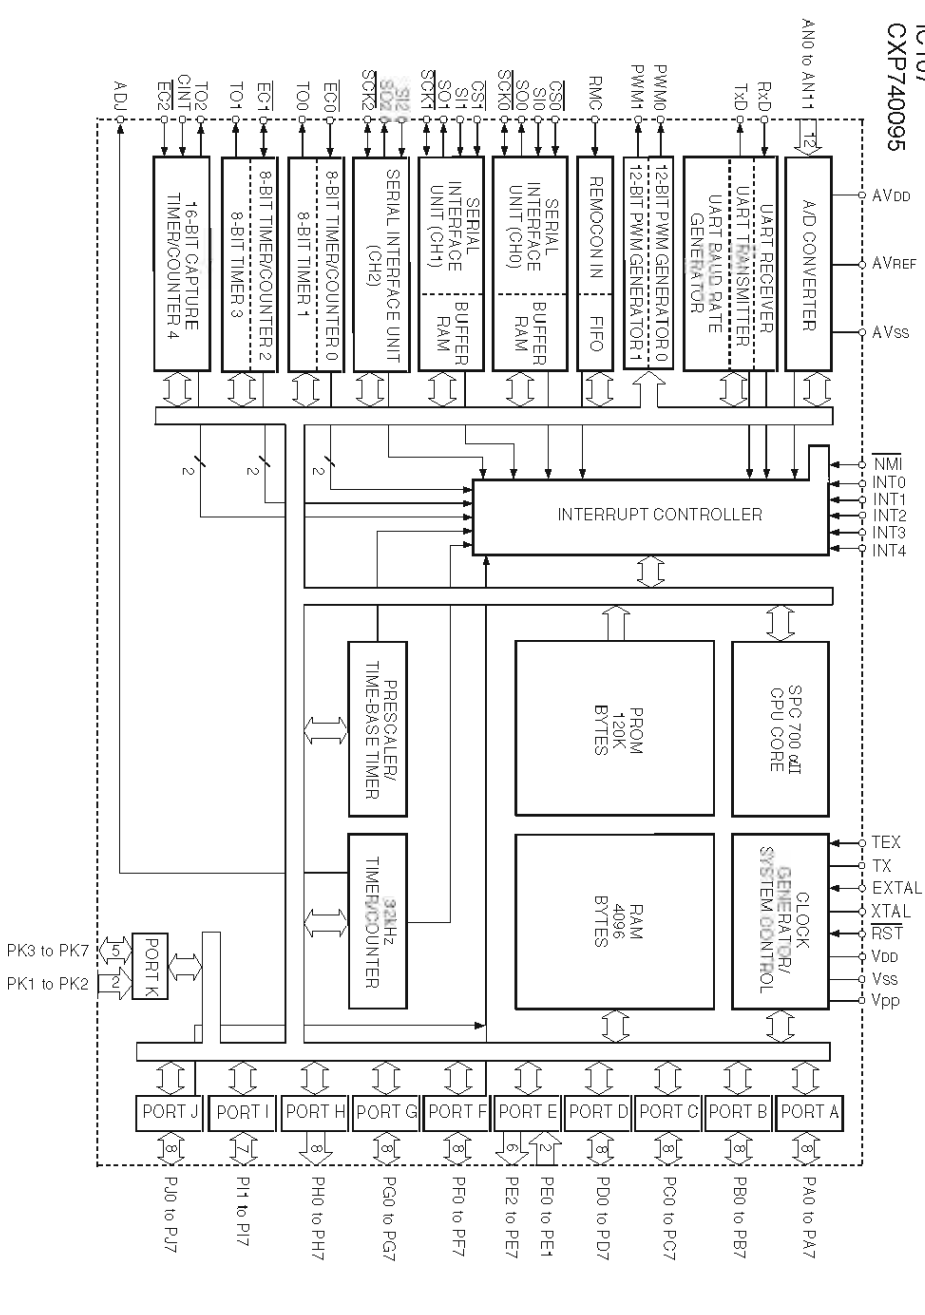 IC107
CXP740095
AN0 to AN11
RxD
TxD
PWM0
PWM1
RMC
CS0
SI0
SO0
SCK0
CS1
SI1
SO1
SCK1
SI2
SO2
SCK2
EC0
TO0
EC1
TO1
TO2
CINT
EC2
ADJ
12
A/D CONVERTER
UART RECEIVER
UART TRANSMITTER
UART BAUD RATE
GENERATOR
12-BIT PWM GENERATOR 0
12-BIT PWM GENERATOR 1
REMOCON IN
FIFO
SERIAL
INTERFACE
UNIT (CH0)
BUFFER
RAM
SERIAL
INTERFACE
UNIT (CH1)
BUFFER
RAM
SERIAL INTERFACE UNIT
(CH2)
8-BIT TIMER/COUNTER 0
8-BIT TIMER 1
8-BIT TIMER/COUNTER 2
8-BIT TIMER 3
16-BIT CAPTURE
TIMER/COUNTER 4
AVDD
AVREF
AVSS
2
2
2
NMI
INT0
INT1
INT2
INT3
INT4
INTERRUPT CONTROLLER
PRESCALER/
TIME-BASE TIMER
PROM
120K
BYTES
SPC 700 αII
CPU CORE
32kHz
TIMER/COUNTER
RAM
4096
BYTES
CLOCK
GENERATOR/
SYSTEM CONTROL
TEX
TX
EXTAL
XTAL
RST
VDD
VSS
Vpp
PK3 to PK7
5
PK1 to PK2
2
PORT K
PORT J
PORT I
PORT H
PORT G
PORT F
PORT E
PORT D
PORT C
PORT B
PORT A
8
7
8
8
8
6
2
8
8
8
8
PJ0 to PJ7
PI1 to PI7
PH0 to PH7
PG0 to PG7
PF0 to PF7
PE2 to PE7
PE0 to PE1
PD0 to PD7
PC0 to PC7
PB0 to PB7
PA0 to PA7